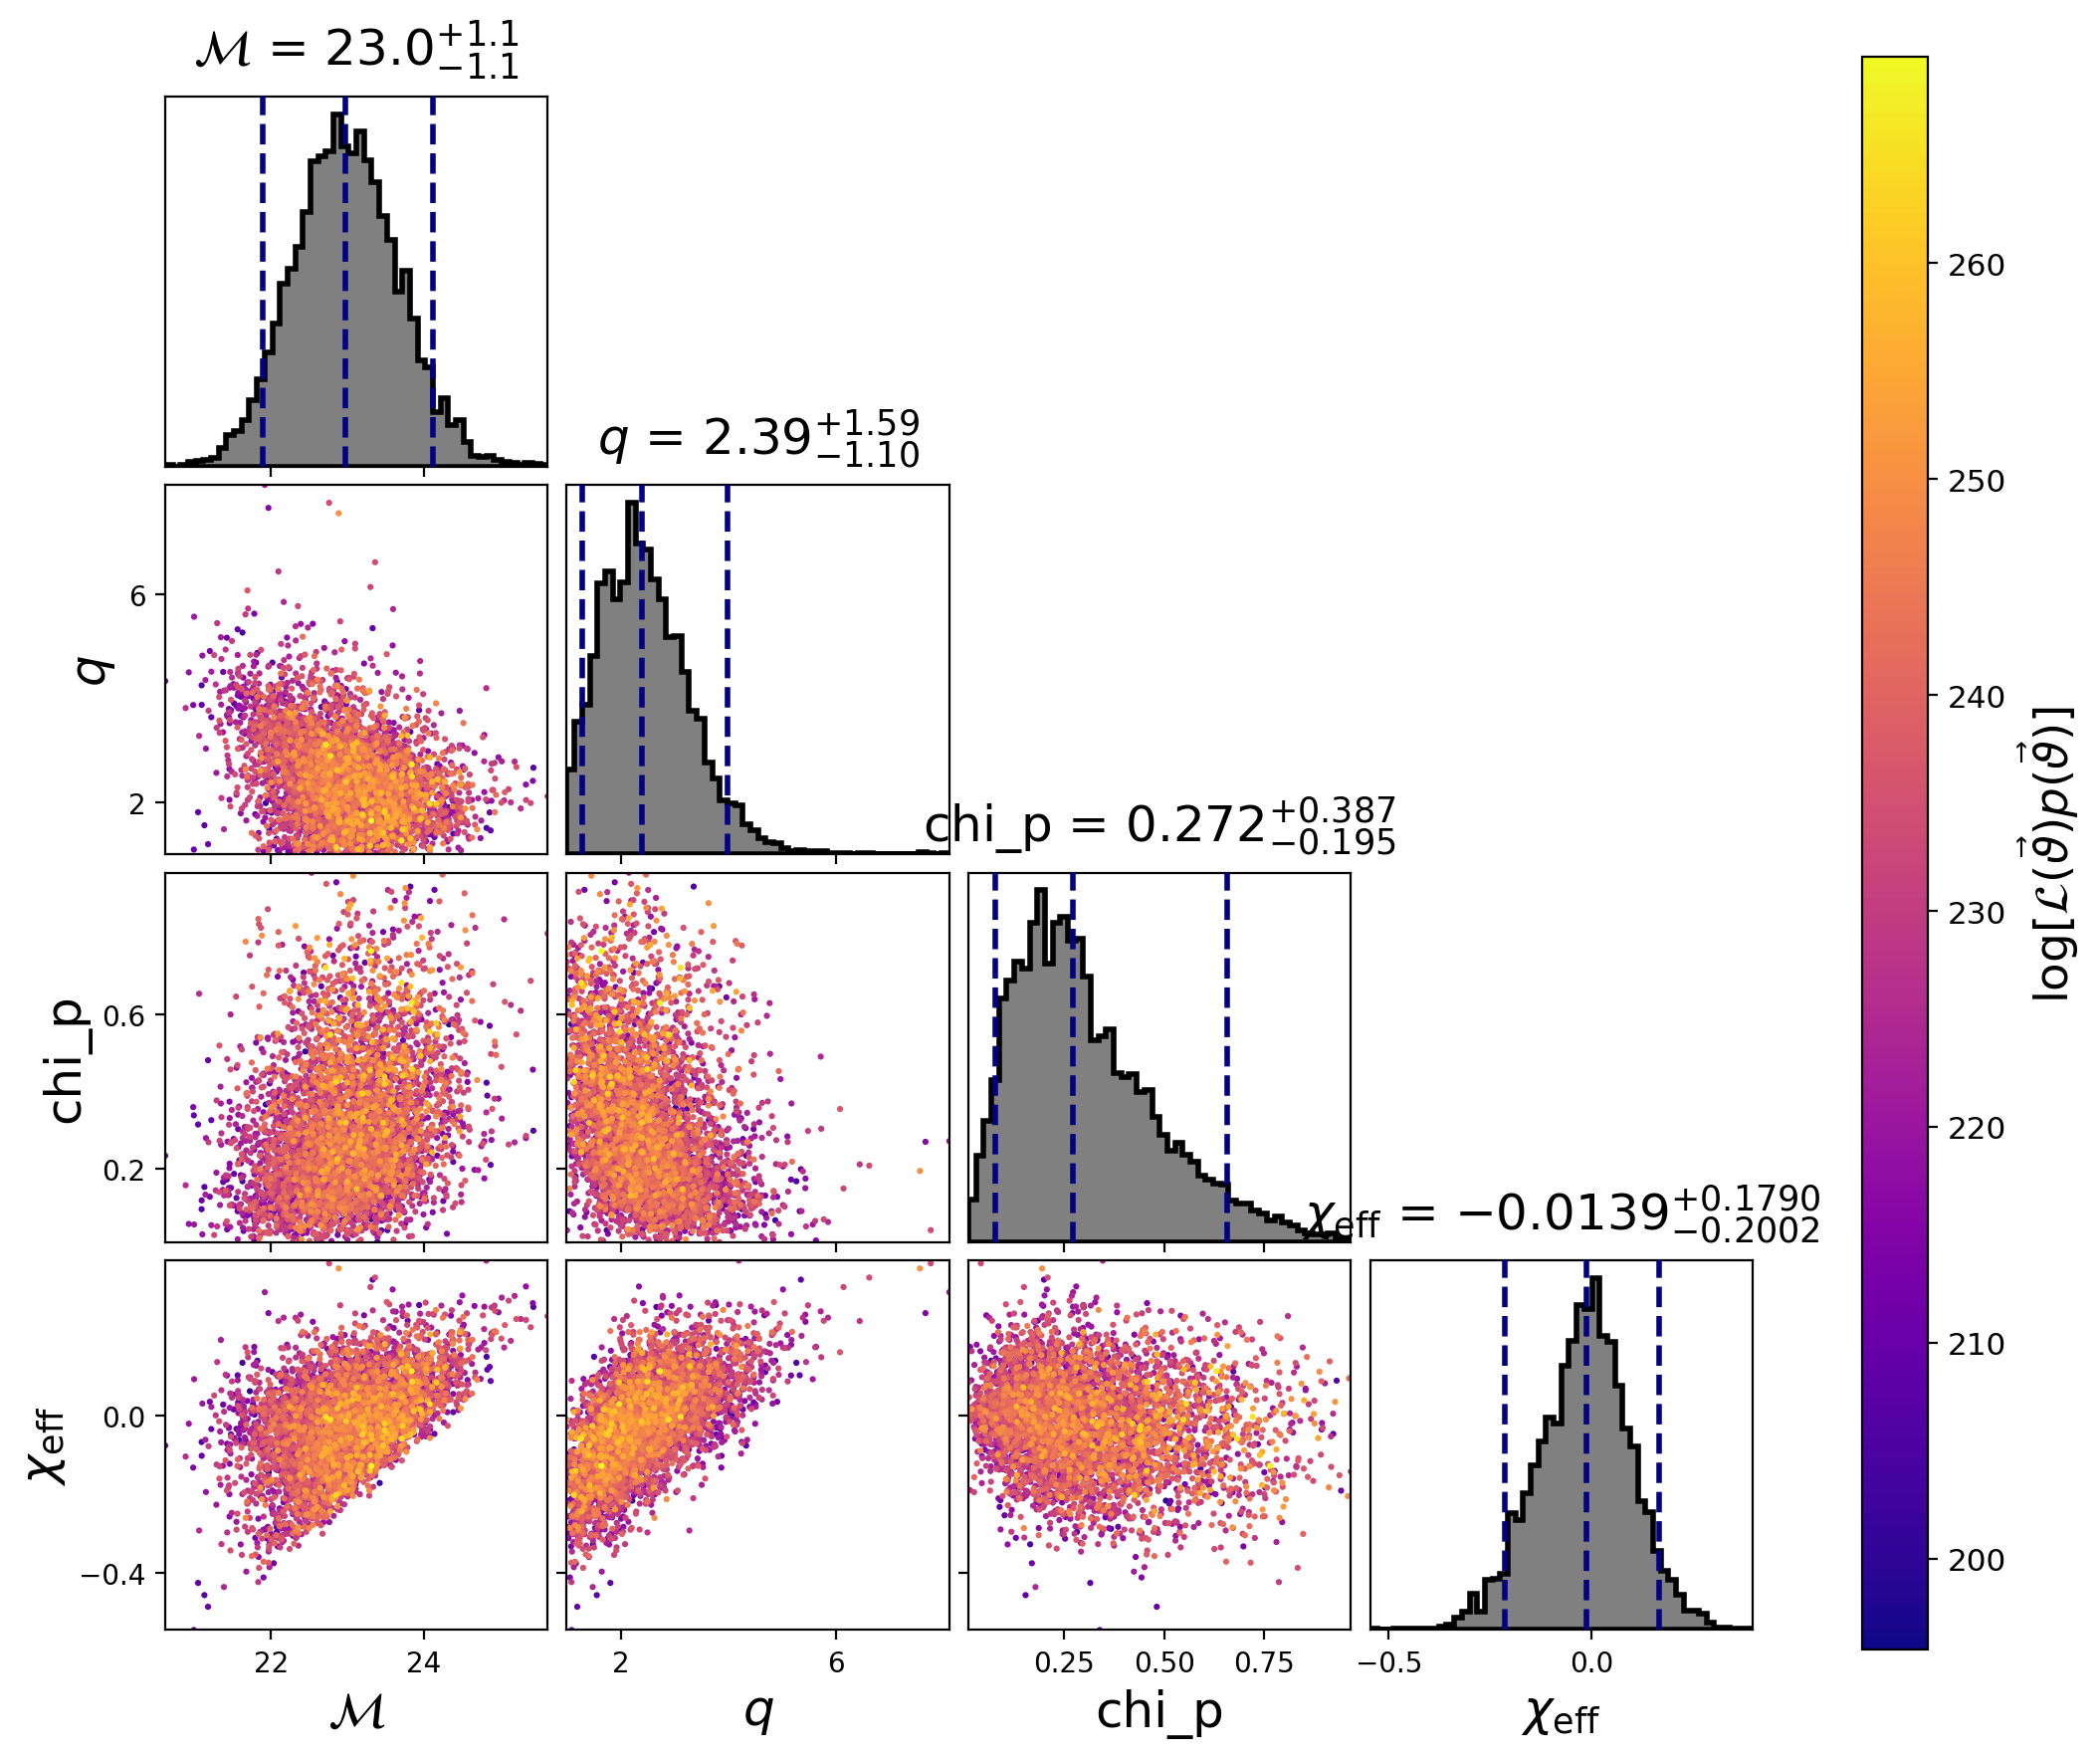 ℳ = 23.0 +1.1 −1.1
q = 2.39 +1.59 −1.10
chi_p = 0.272 +0.387 −0.195
χeff = −0.0139 +0.1790 −0.2002
q
6
2
chi_p
0.6
0.2
χeff
0.0
−0.4
22
24
ℳ
2
6
q
0.25
0.50
0.75
chi_p
−0.5
0.0
χeff
260
250
240
230
220
210
200
log[ℒ(ϑ⃗)p(ϑ⃗)]